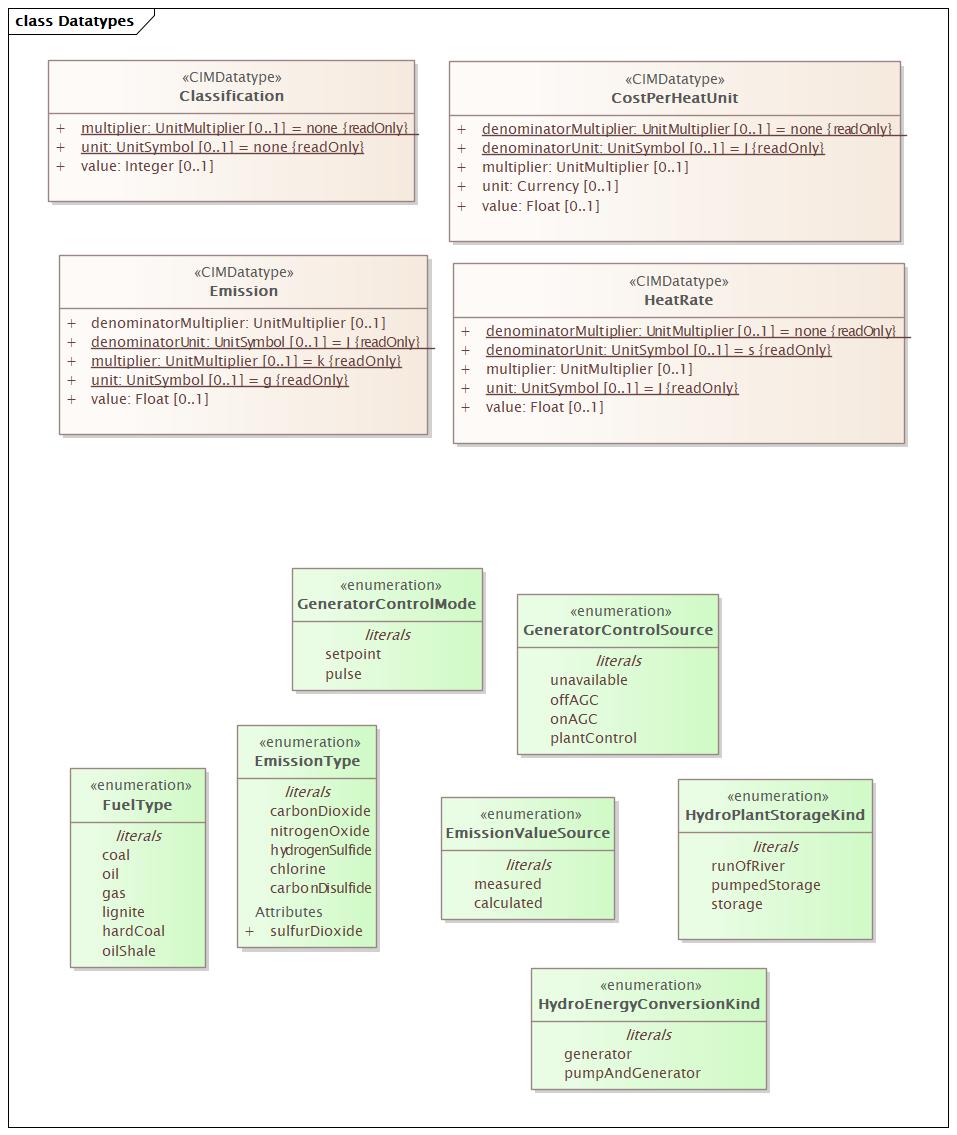 class Datatypes
«CIMDatatype»
Classification
+ multiplier: UnitMultiplier [0..1] = none {readOnly}
+ unit: UnitSymbol [0..1] = none {readOnly}
+ value: Integer [0..1]
«CIMDatatype»
CostPerHeatUnit
+ denominatorMultiplier: UnitMultiplier [0..1] = none {readOnly}
+ denominatorUnit: UnitSymbol [0..1] = J {readOnly}
+ multiplier: UnitMultiplier [0..1]
+ unit: Currency [0..1]
+ value: Float [0..1]
«CIMDatatype»
Emission
+ denominatorMultiplier: UnitMultiplier [0..1]
+ denominatorUnit: UnitSymbol [0..1] = J {readOnly}
+ multiplier: UnitMultiplier [0..1] = k {readOnly}
+ unit: UnitSymbol [0..1] = g {readOnly}
+ value: Float [0..1]
«CIMDatatype»
HeatRate
+ denominatorMultiplier: UnitMultiplier [0..1] = none {readOnly}
+ denominatorUnit: UnitSymbol [0..1] = s {readOnly}
+ multiplier: UnitMultiplier [0..1]
+ unit: UnitSymbol [0..1] = J {readOnly}
+ value: Float [0..1]
«enumeration»
GeneratorControlMode
literals
setpoint
pulse
«enumeration»
GeneratorControlSource
literals
unavailable
offAGC
onAGC
plantControl
«enumeration»
FuelType
literals
coal
oil
gas
lignite
hardCoal
oilShale
«enumeration»
EmissionType
literals
carbonDioxide
nitrogenOxide
hydrogenSulfide
chlorine
carbonDisulfide
Attributes
+ sulfurDioxide
«enumeration»
EmissionValueSource
literals
measured
calculated
«enumeration»
HydroPlantStorageKind
literals
runOfRiver
pumpedStorage
storage
«enumeration»
HydroEnergyConversionKind
literals
generator
pumpAndGenerator